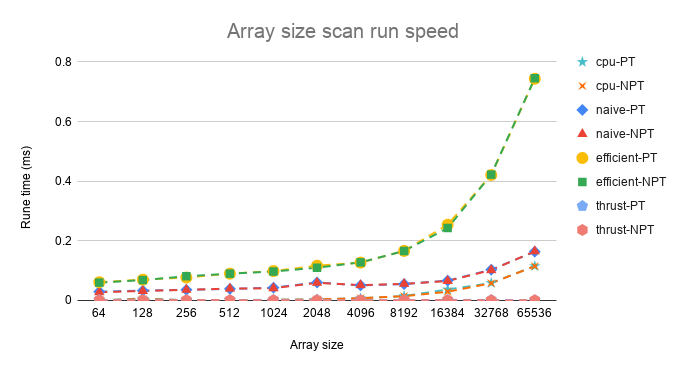 Array size scan run speed
0.8
0.6
0.4
0.2
0
Rune time (ms)
64 128 256 512 1024 2048 4096 8192 16384 32768 65536
Array size
cpu-PT
cpu-NPT
naive-PT
naive-NPT
efficient-PT
efficient-NPT
thrust-PT
thrust-NPT